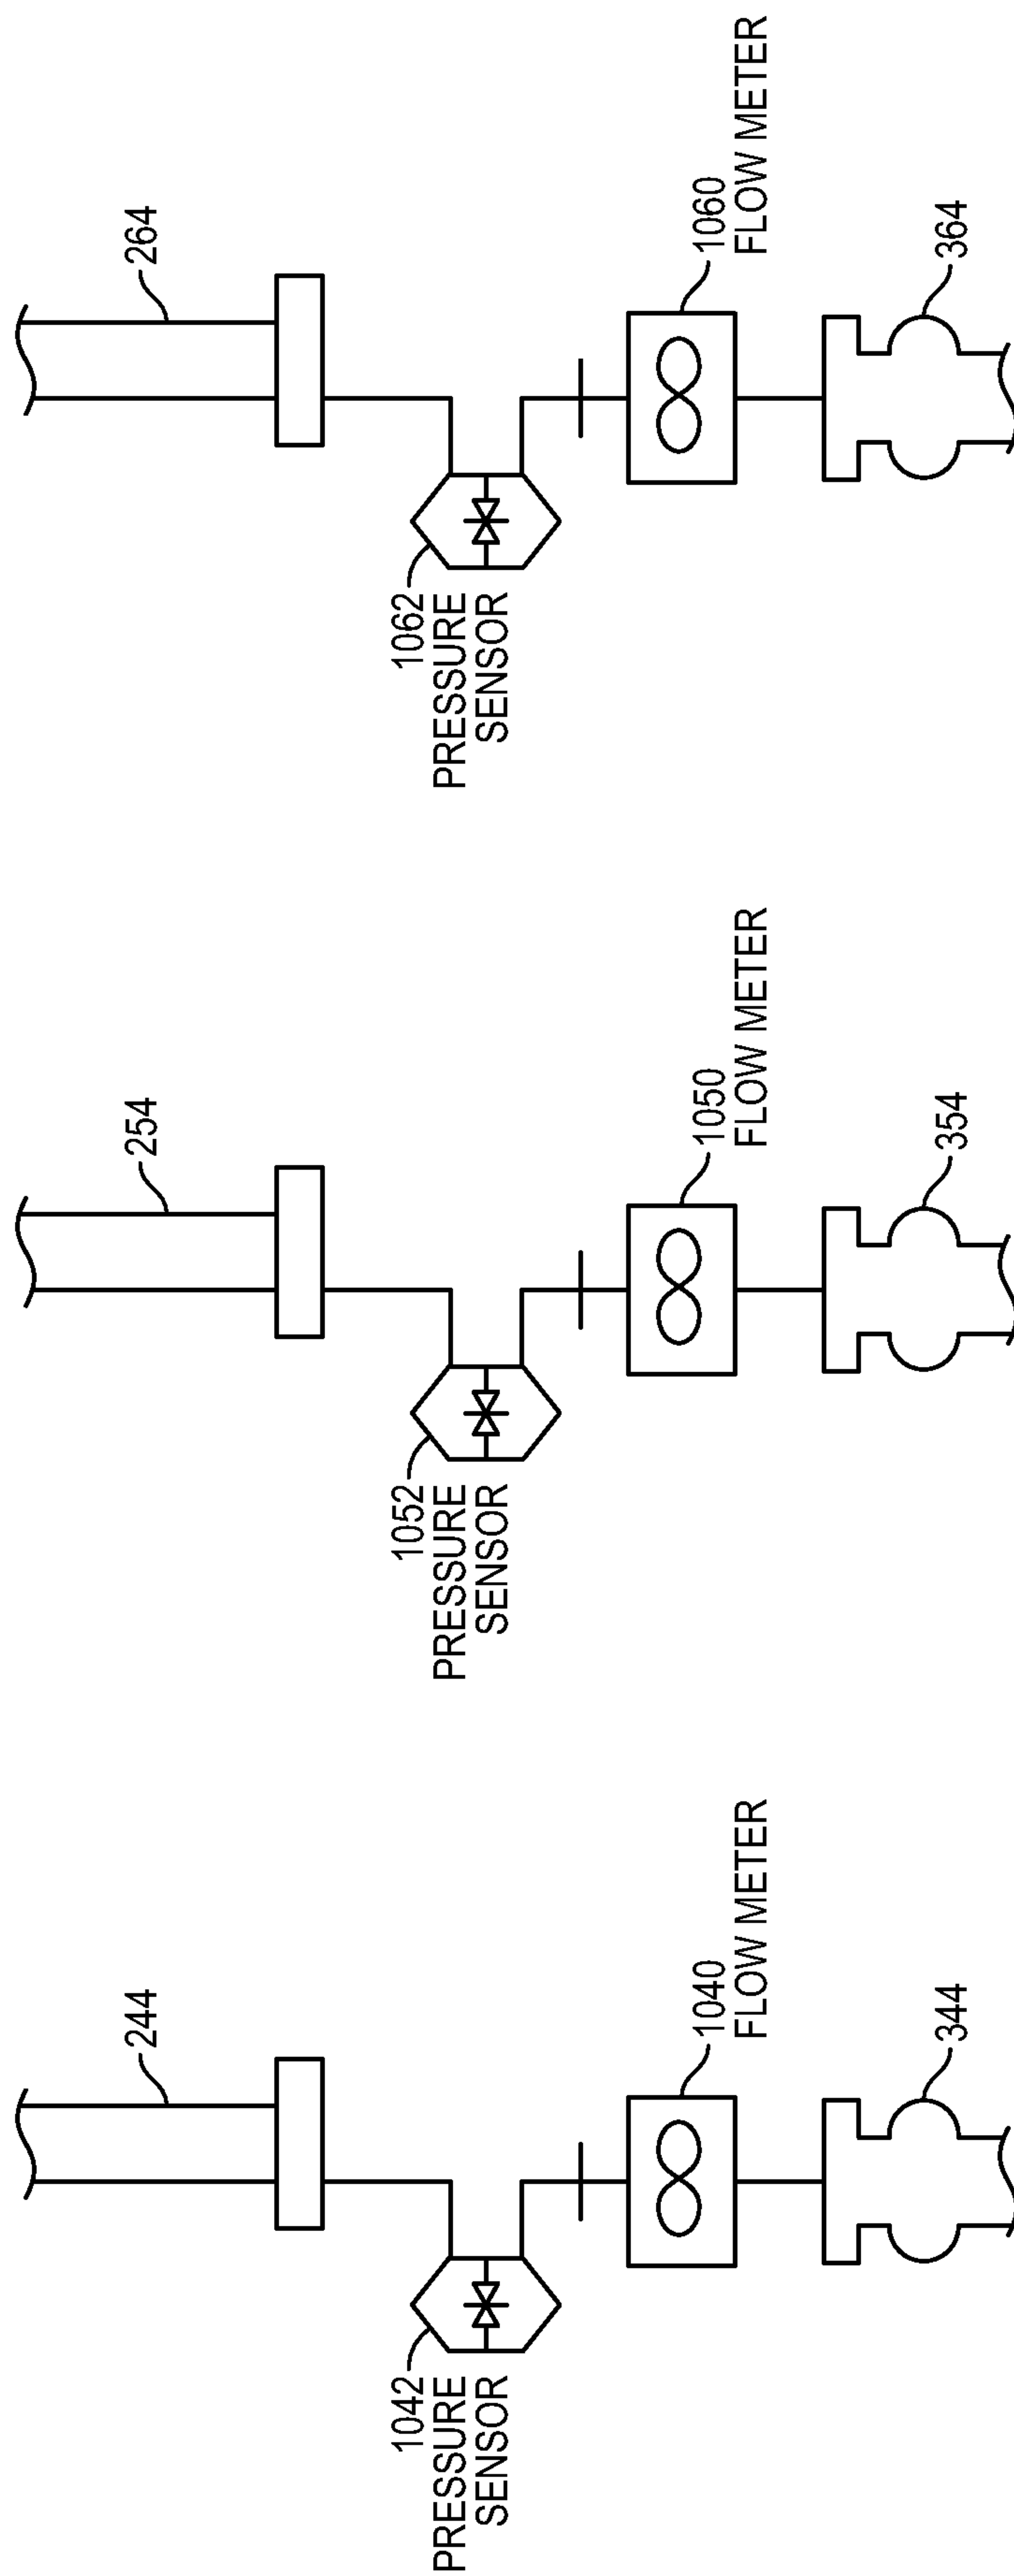 244
1042
PRESSURE
SENSOR
1040
FLOW METER
344
254
1052
PRESSURE
SENSOR
1050
FLOW METER
354
264
1062
PRESSURE
SENSOR
1060
FLOW METER
364